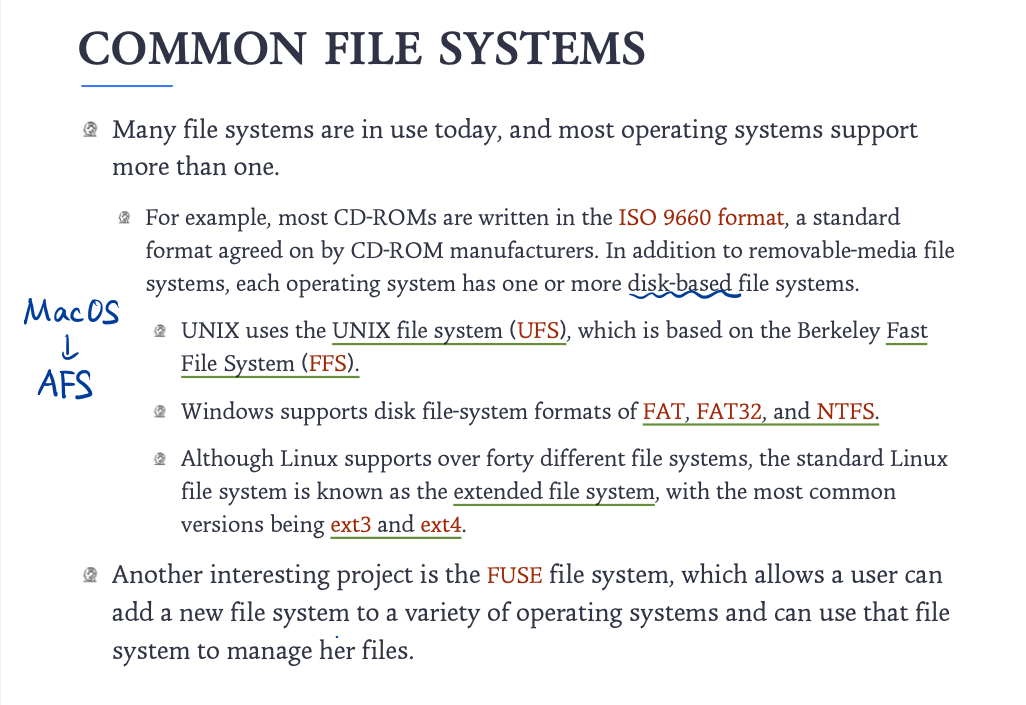 COMMON FILE SYSTEMS
Many file systems are in use today, and most operating systems support
more than one.
For example, most CD-ROMs are written in the ISO 9660 format, a standard
format agreed on by CD-ROM manufacturers. In addition to removable-media file
systems, each operating system has one or more disk-based file systems.
MacOS
↓
AFS
UNIX uses the UNIX file system (UFS), which is based on the Berkeley Fast
File System (FFS).
Windows supports disk file-system formats of FAT, FAT32, and NTFS.
Although Linux supports over forty different file systems, the standard Linux
file system is known as the extended file system, with the most common
versions being ext3 and ext4.
Another interesting project is the FUSE file system, which allows a user can
add a new file system to a variety of operating systems and can use that file
system to manage her files.